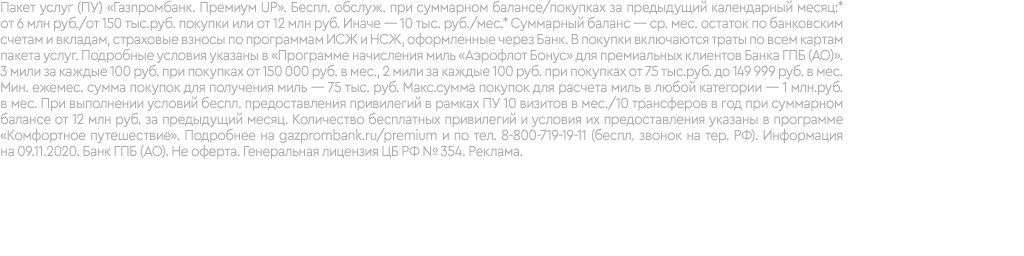 Пакет услуг (ПУ) «Газпромбанк. Премиум UP». Беспл. обслуж. при суммарном балансе/покупках за предыдущий календарный месяц:*
от 6 млн руб./от 150 тыс.руб. покупки или от 12 млн руб. Иначе — 10 тыс. руб./мес.* Суммарный баланс — ср. мес. остаток по банковским
счетам и вкладам, страховые взносы по программам ИСЖ и НСЖ, оформленные через Банк. В покупки включаются траты по всем картам
пакета услуг. Подробные условия указаны в «Программе начисления миль «Аэрофлот Бонус» для премиальных клиентов Банка ГПБ (АО)».
3 мили за каждые 100 руб. при покупках от 150 000 руб. в мес., 2 мили за каждые 100 руб. при покупках от 75 тыс.руб. до 149 999 руб. в мес.
Мин. ежемес. сумма покупок для получения миль — 75 тыс. руб. Макс.сумма покупок для расчета миль в любой категории — 1 млн.руб.
в мес. При выполнении условий беспл. предоставления привилегий в рамках ПУ 10 визитов в мес./10 трансферов в год при суммарном
балансе от 12 млн руб. за предыдущий месяц. Количество бесплатных привилегий и условия их предоставления указаны в программе
«Комфортное путешествие». Подробнее на gazprombank.ru/premium и по тел. 8-800-719-19-11 (беспл. звонок на тер. РФ). Информация
на 09.11.2020. Банк ГПБ (АО). Не оферта. Генеральная лицензия ЦБ РФ № 354. Реклама.